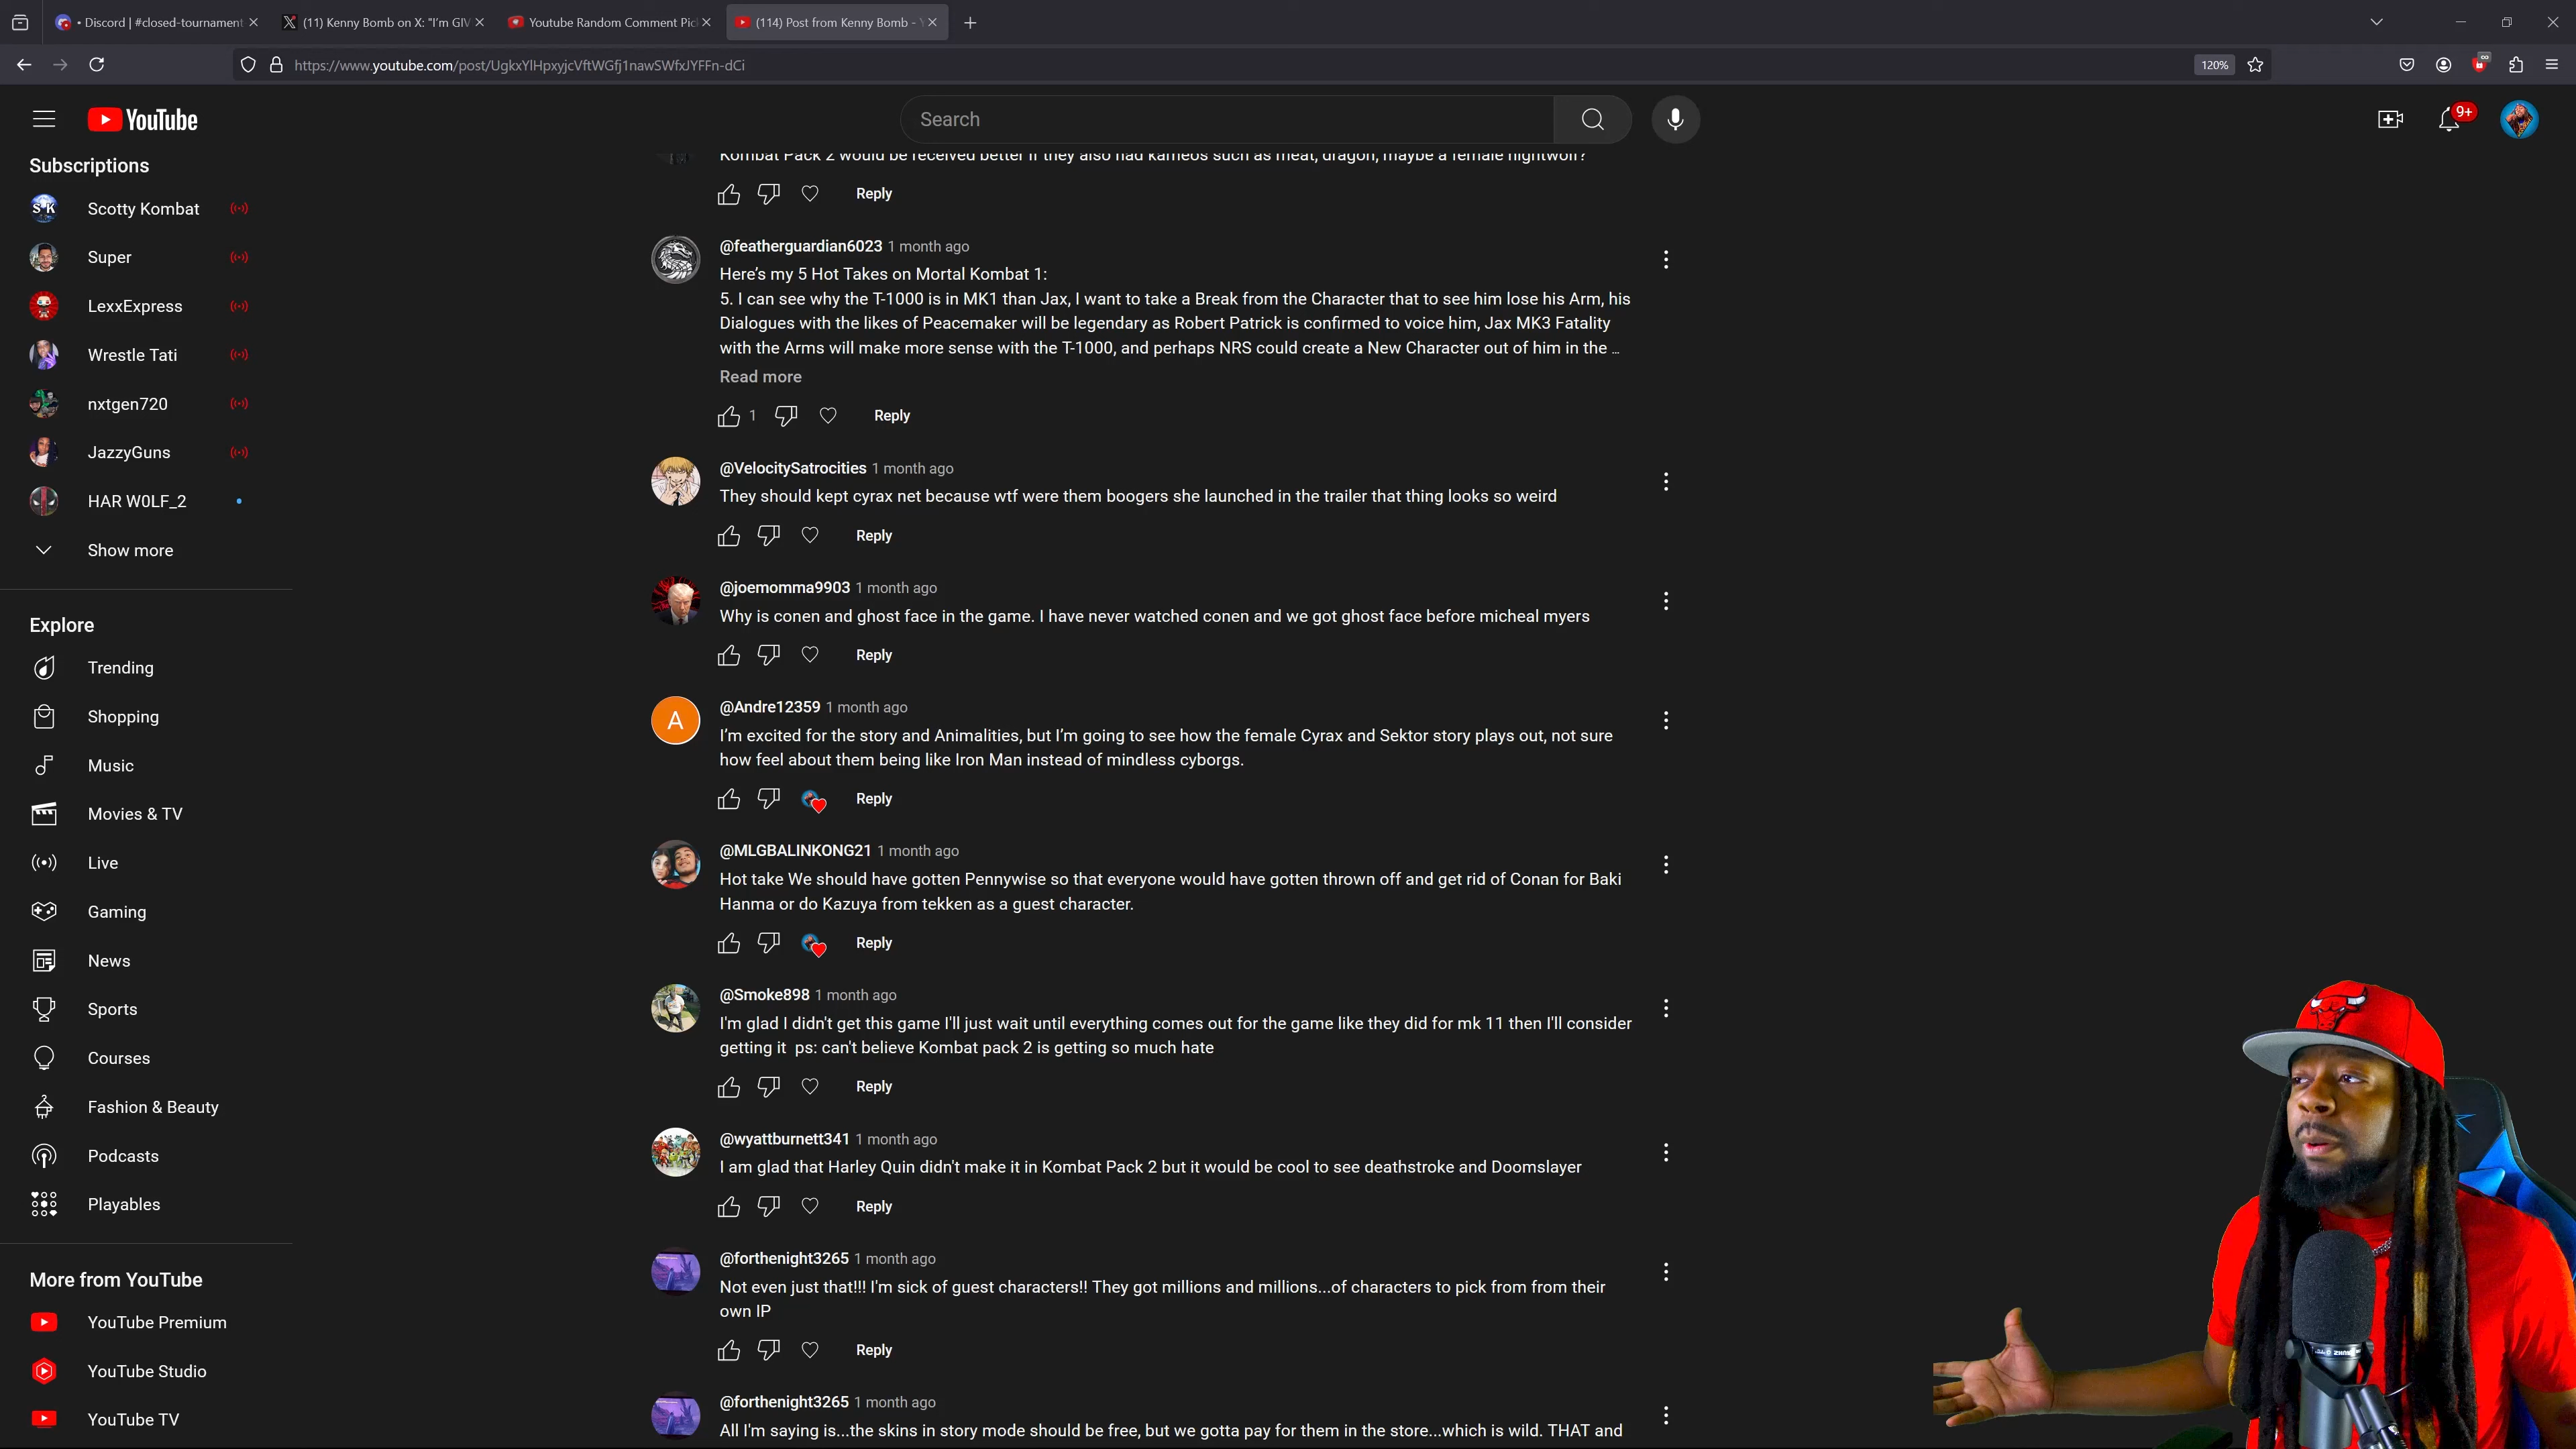 • Discord | #closed-tournament
(11) Kenny Bomb on X: "I'm GIV
Youtube Random Comment Pic
(114) Post from Kenny Bomb - Y
https://www.youtube.com/post/UgkxYlHpxyjcVftWGfj1nawSWfxJYFFn-dCi
120%
YouTube
Search
9+
Subscriptions
Scotty Kombat
Super
LexxExpress
Wrestle Tati
nxtgen720
JazzyGuns
HAR W0LF_2
Show more
Explore
Trending
Shopping
Music
Movies & TV
Live
Gaming
News
Sports
Courses
Fashion & Beauty
Podcasts
Playables
More from YouTube
YouTube Premium
YouTube Studio
YouTube TV
Kombat Pack 2 would be received better if they also had kameos such as meat, dragon, maybe a female nightwolf?
Reply
@featherguardian6023 1 month ago
Here's my 5 Hot Takes on Mortal Kombat 1:
5. I can see why the T-1000 is in MK1 than Jax, I want to take a Break from the Character that to see him lose his Arm, his
Dialogues with the likes of Peacemaker will be legendary as Robert Patrick is confirmed to voice him, Jax MK3 Fatality
with the Arms will make more sense with the T-1000, and perhaps NRS could create a New Character out of him in the ...
Read more
1
Reply
@VelocitySatrocities 1 month ago
They should kept cyrax net because wtf were them boogers she launched in the trailer that thing looks so weird
Reply
@joemomma9903 1 month ago
Why is conen and ghost face in the game. I have never watched conen and we got ghost face before micheal myers
Reply
A
@Andre12359 1 month ago
I'm excited for the story and Animalities, but I'm going to see how the female Cyrax and Sektor story plays out, not sure
how feel about them being like Iron Man instead of mindless cyborgs.
Reply
@MLGBALINKONG21 1 month ago
Hot take We should have gotten Pennywise so that everyone would have gotten thrown off and get rid of Conan for Baki
Hanma or do Kazuya from tekken as a guest character.
Reply
@Smoke898 1 month ago
I'm glad I didn't get this game I'll just wait until everything comes out for the game like they did for mk 11 then I'll consider
getting it  ps: can't believe Kombat pack 2 is getting so much hate
Reply
@wyattburnett341 1 month ago
I am glad that Harley Quin didn't make it in Kombat Pack 2 but it would be cool to see deathstroke and Doomslayer
Reply
@forthenight3265 1 month ago
Not even just that!!! I'm sick of guest characters!! They got millions and millions...of characters to pick from from their
own IP
Reply
@forthenight3265 1 month ago
All I'm saying is...the skins in story mode should be free, but we gotta pay for them in the store...which is wild. THAT and